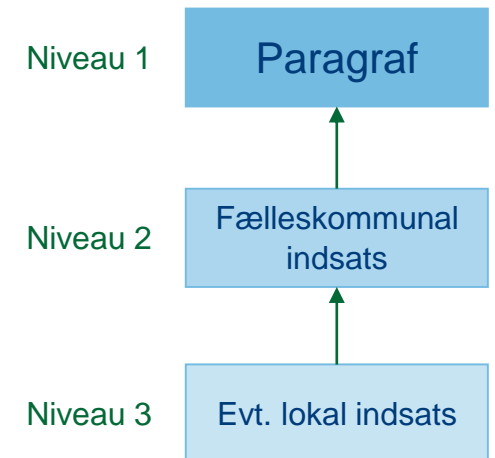 Niveau 1
Paragraf
Niveau 2
Fælleskommunal
indsats
Niveau 3
Evt. lokal indsats